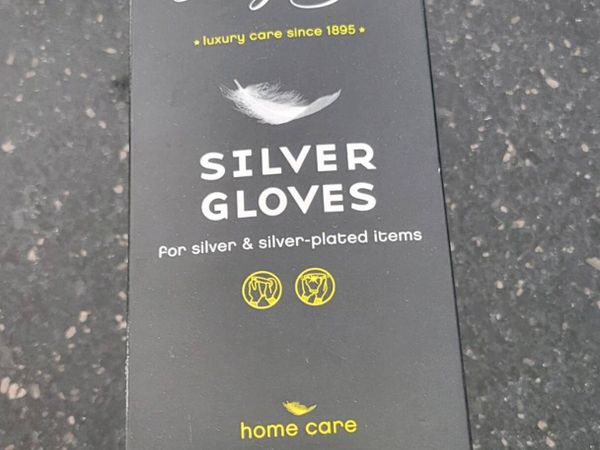 ★ luxury care since 1895 ★
SILVER
GLOVES
for silver & silver-plated items
home care